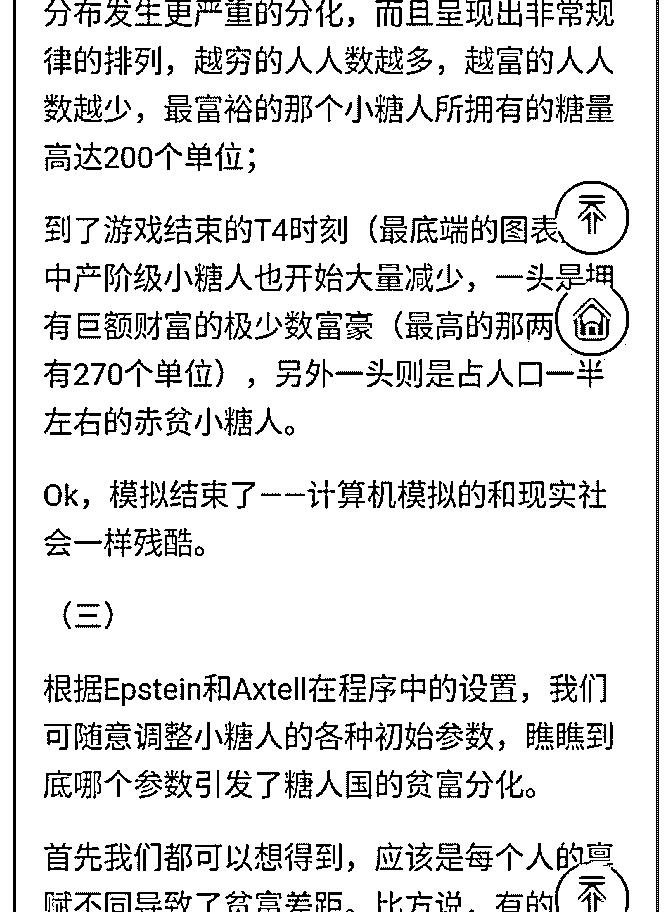 分布发生更严重的分化，而且呈现出非常规
律的排列，越穷的人人数越多，越富的人人
数越少，最富裕的那个小糖人所拥有的糖量
高达200个单位；
到了游戏结束的T4时刻（最底端的图表
中产阶级小糖人也开始大量减少，一头是拥
有巨额财富的极少数富豪（最高的那两
有270个单位），另外一头则是占人口一半
左右的赤贫小糖人。
Ok，模拟结束了——计算机模拟的和现实社
会一样残酷。
（三）
根据Epstein和Axtell在程序中的设置，我们
可随意调整小糖人的各种初始参数，瞧瞧到
底哪个参数引发了糖人国的贫富分化。
首先我们都可以想得到，应该是每个人的禀
赋不同导致了贫富差距。比方说，有的